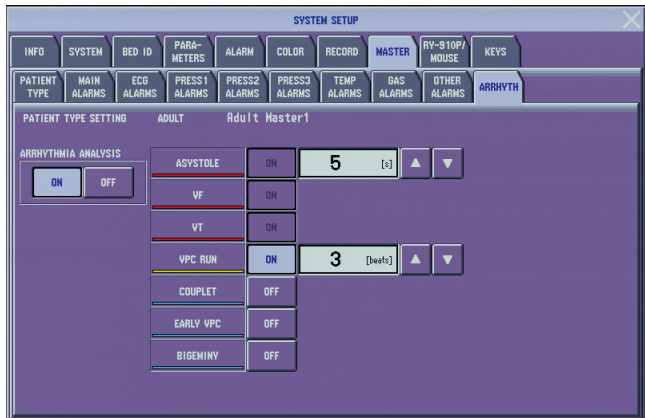 SYSTEM SETUP
INFO SYSTEM BED ID PARA-METERS ALARM COLOR RECORD MASTER RY-910P/MOUSE KEYS
PATIENT TYPE MAIN ALARMS ECG ALARMS PRESS1 ALARMS PRESS2 ALARMS PRESS3 ALARMS TEMP ALARMS GAS ALARMS OTHER ALARMS ARRHYTH
PATIENT TYPE SETTING ADULT Adult Master1
ARRHYTHMIA ANALYSIS
ON OFF
ASYSTOLE ON 5 [s]
VF ON
VT ON
VPC RUN ON 3 [beats]
COUPLET OFF
EARLY VPC OFF
BIGEMINY OFF